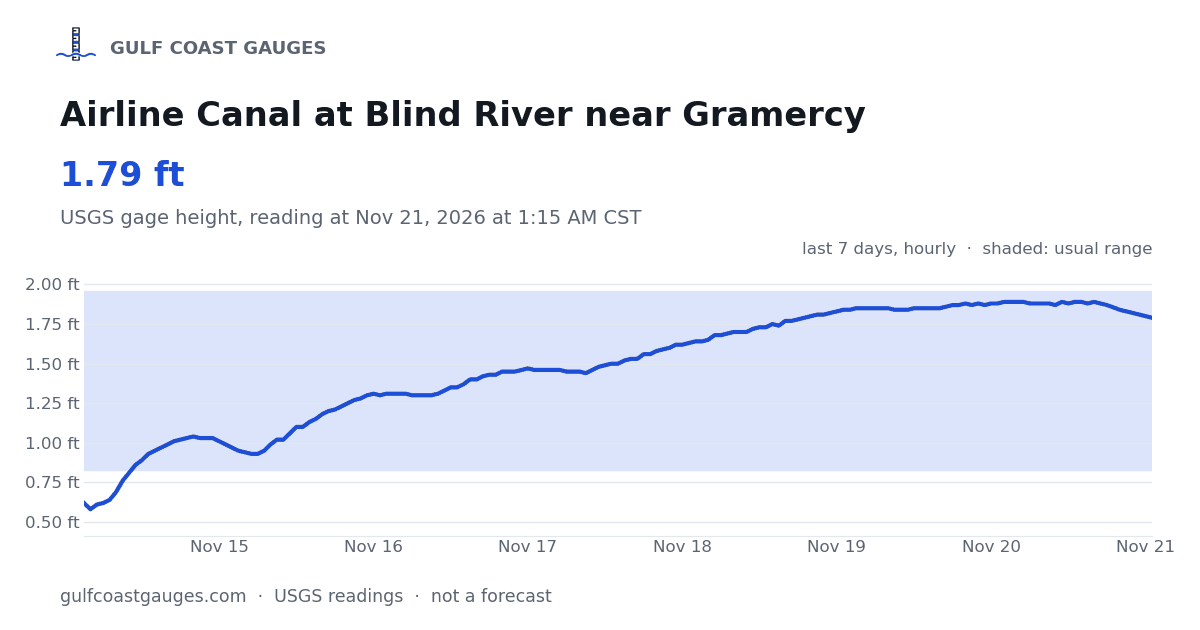 GULF COAST GAUGES
Airline Canal at Blind River near Gramercy
1.79 ft
USGS gage height, reading at Nov 21, 2026 at 1:15 AM CST
last 7 days, hourly · shaded: usual range
2.00 ft
1.75 ft
1.50 ft
1.25 ft
1.00 ft
0.75 ft
0.50 ft
Nov 15 Nov 16 Nov 17 Nov 18 Nov 19 Nov 20 Nov 21
gulfcoastgauges.com · USGS readings · not a forecast